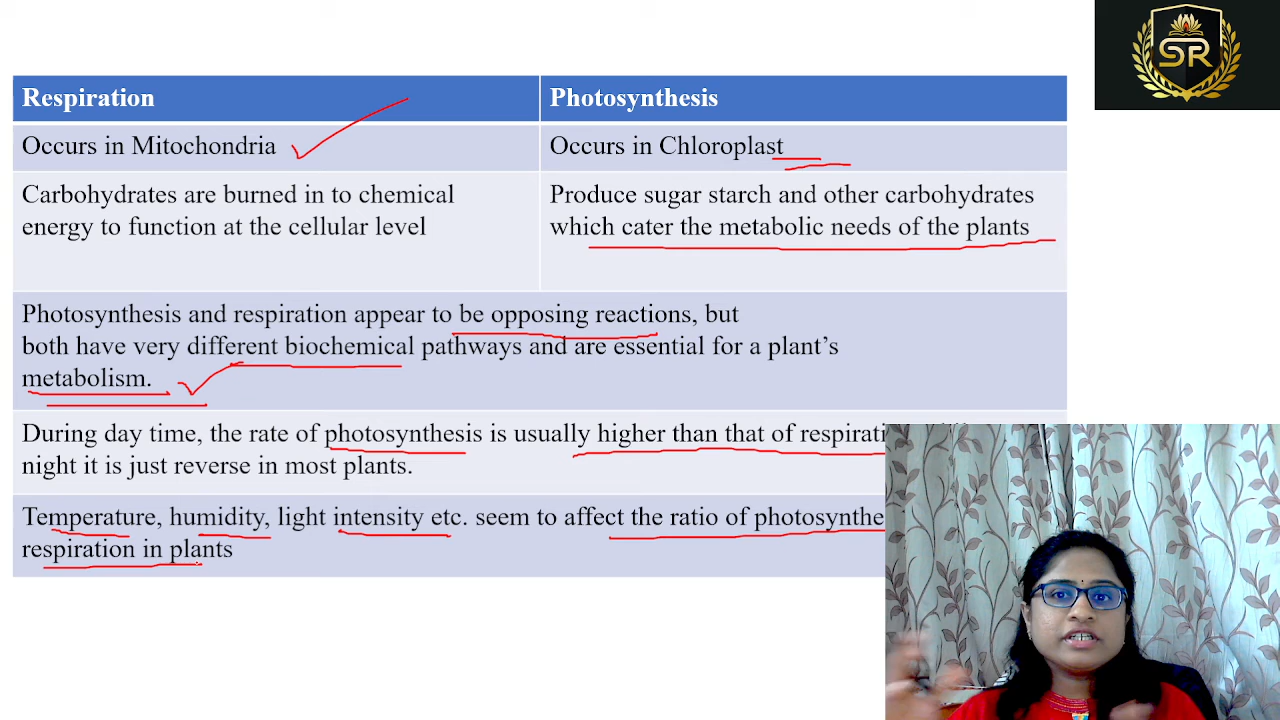 SR
Respiration
Photosynthesis
Occurs in Mitochondria
Occurs in Chloroplast
Carbohydrates are burned in to chemical
energy to function at the cellular level
Produce sugar starch and other carbohydrates
which cater the metabolic needs of the plants
Photosynthesis and respiration appear to be opposing reactions, but
both have very different biochemical pathways and are essential for a plant’s
metabolism.
During day time, the rate of photosynthesis is usually higher than that of
night it is just reverse in most plants.
Temperature, humidity, light intensity etc. seem to affect the ratio of
respiration in plants